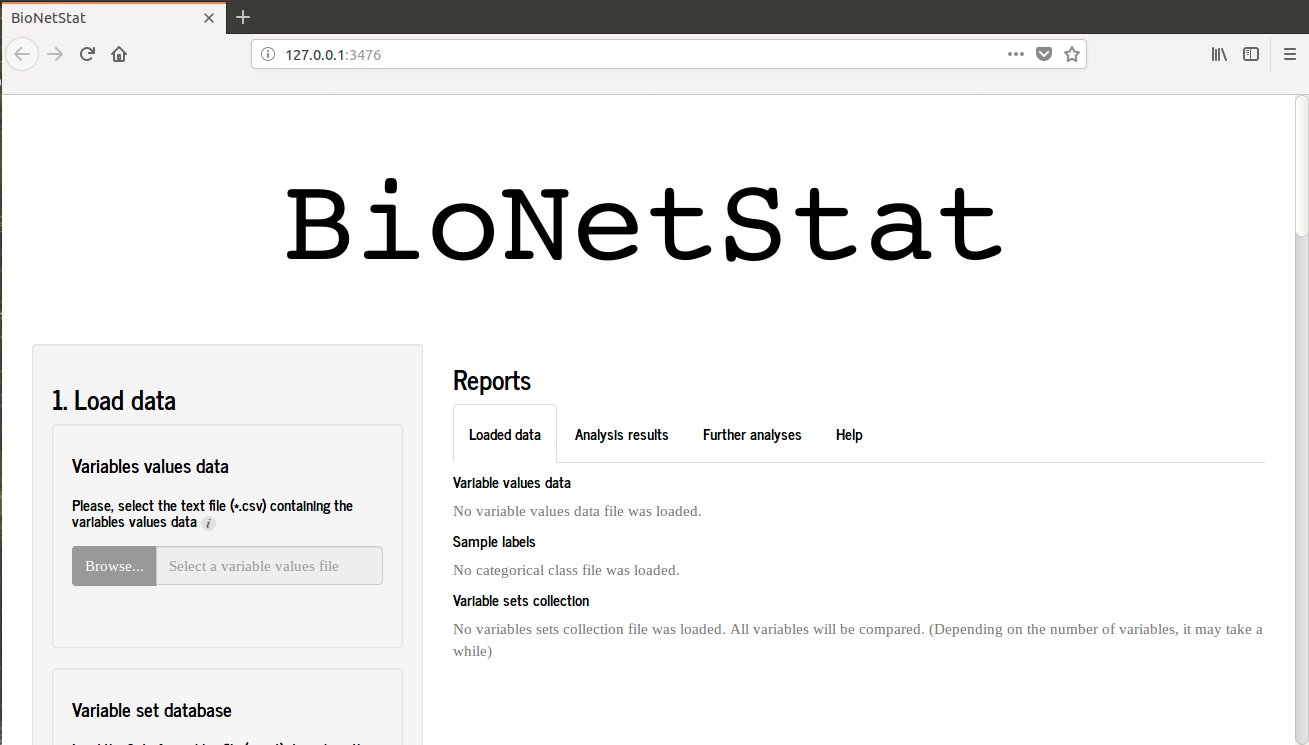 BioNetStat
127.0.0.1:3476
BioNetStat
1. Load data
Variables values data
Please, select the text file (*.csv) containing the
variables values data i
Browse... Select a variable values file
Variable set database
Reports
Loaded data Analysis results Further analyses Help
Variable values data
No variable values data file was loaded.
Sample labels
No categorical class file was loaded.
Variable sets collection
No variables sets collection file was loaded. All variables will be compared. (Depending on the number of variables, it may take a
while)